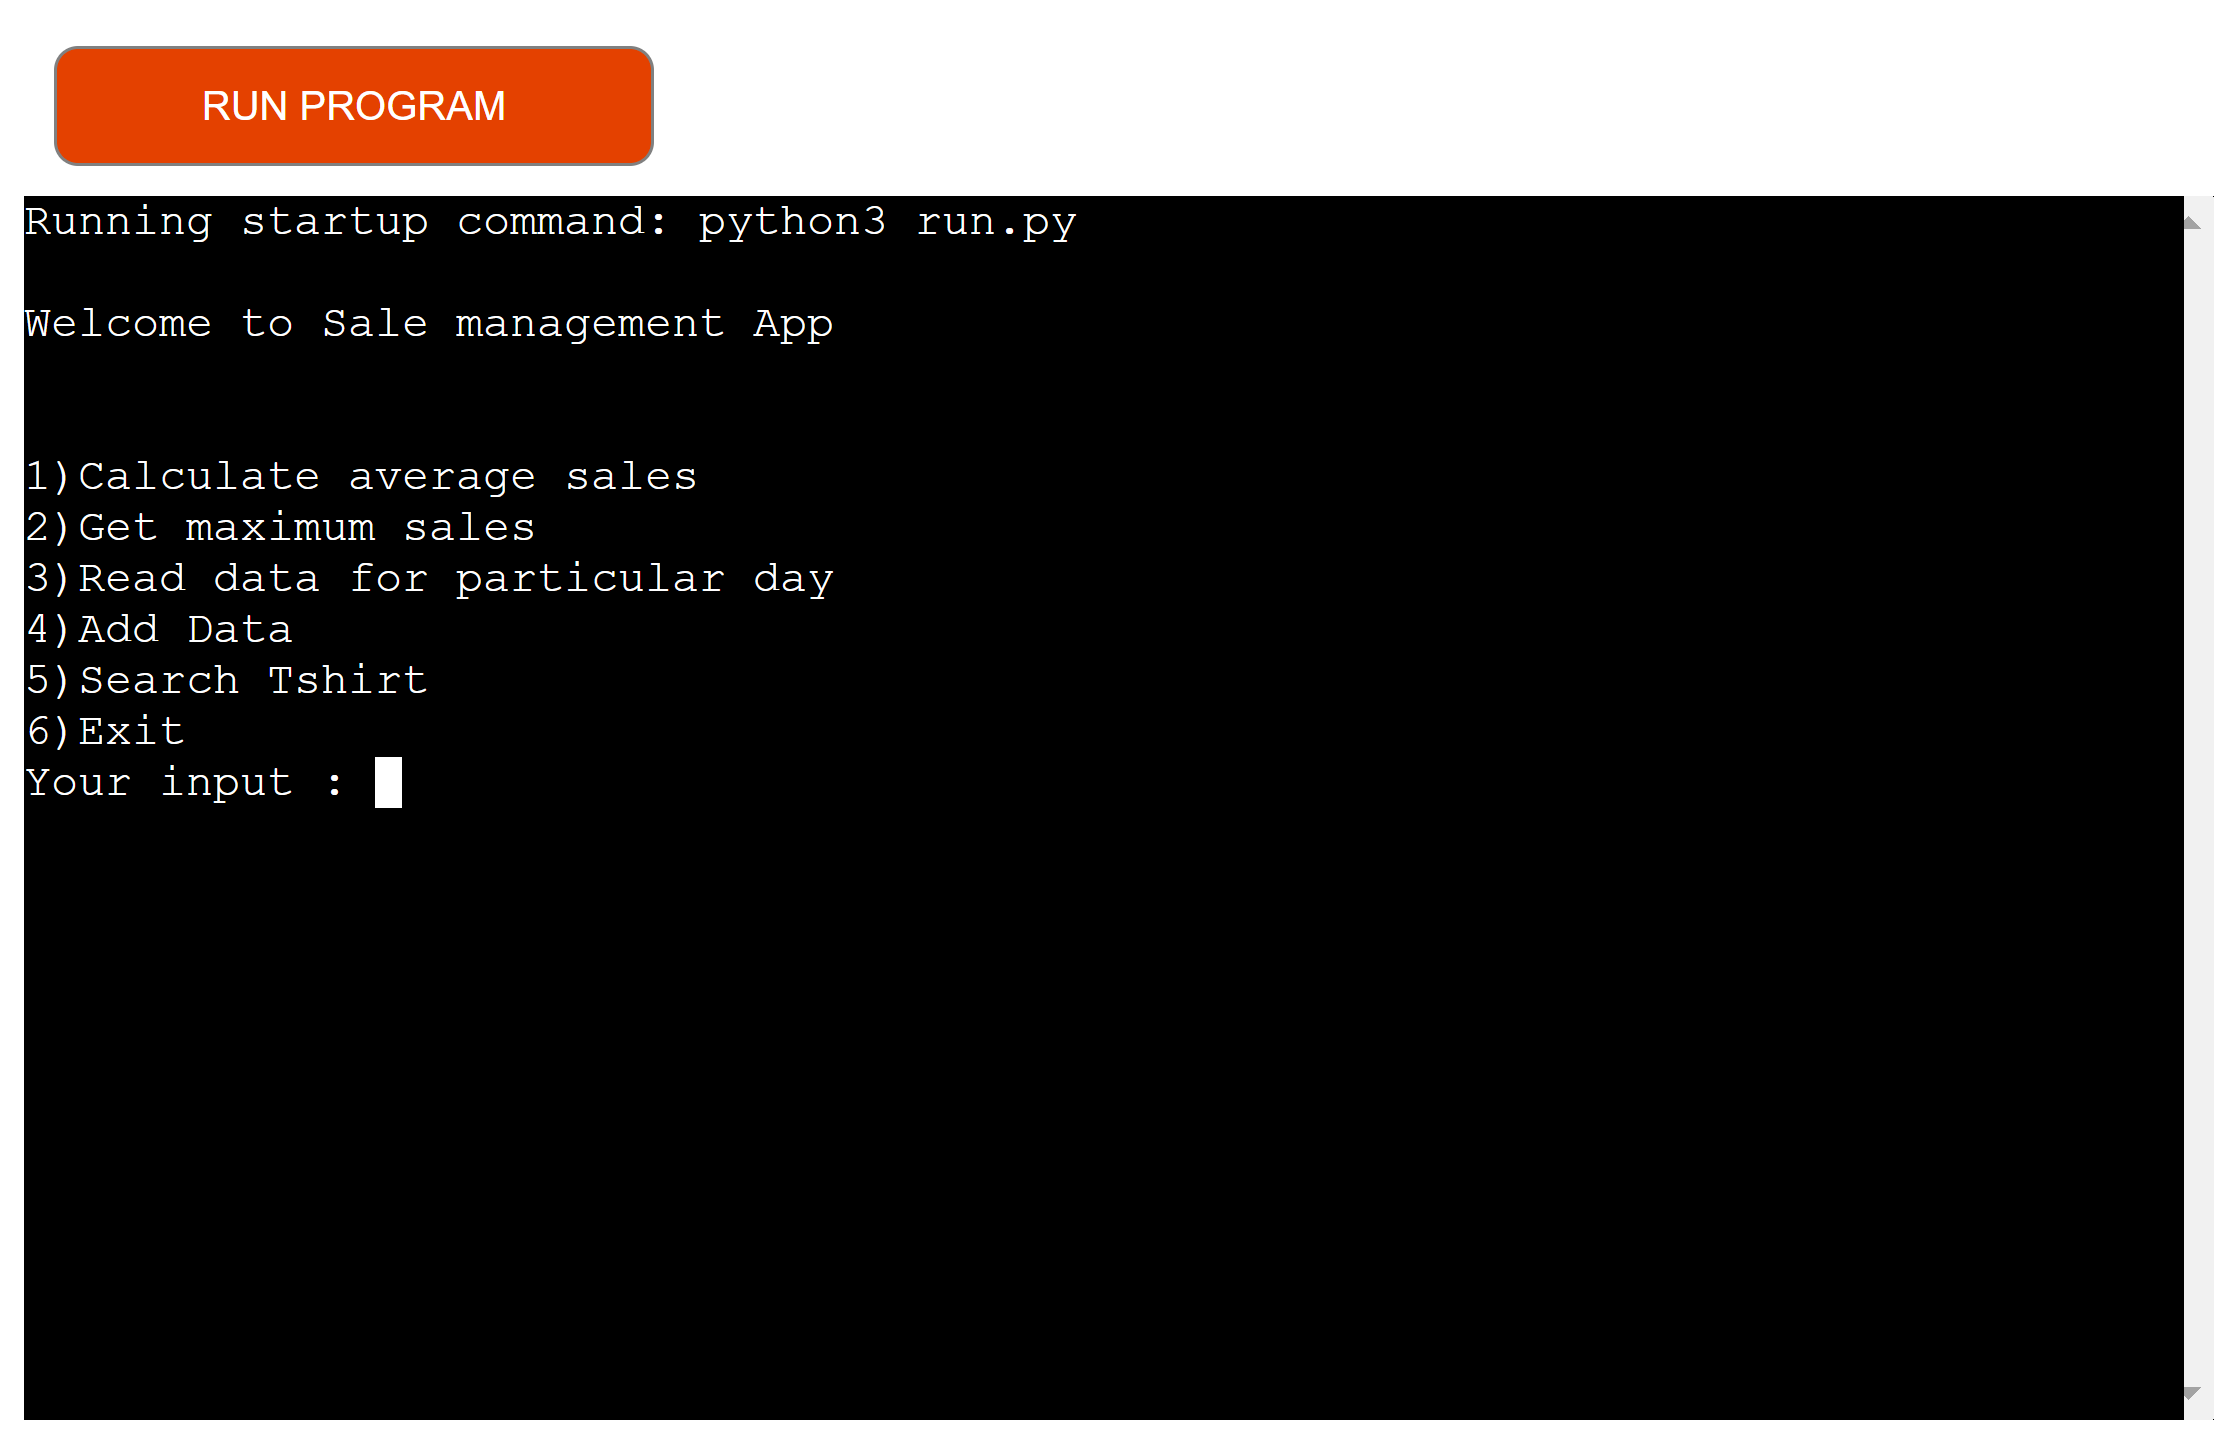 RUN PROGRAM
Running startup command: python3 run.py
Welcome to Sale management App
1)Calculate average sales
2)Get maximum sales
3)Read data for particular day
4)Add Data
5)Search Tshirt
6)Exit
Your input :